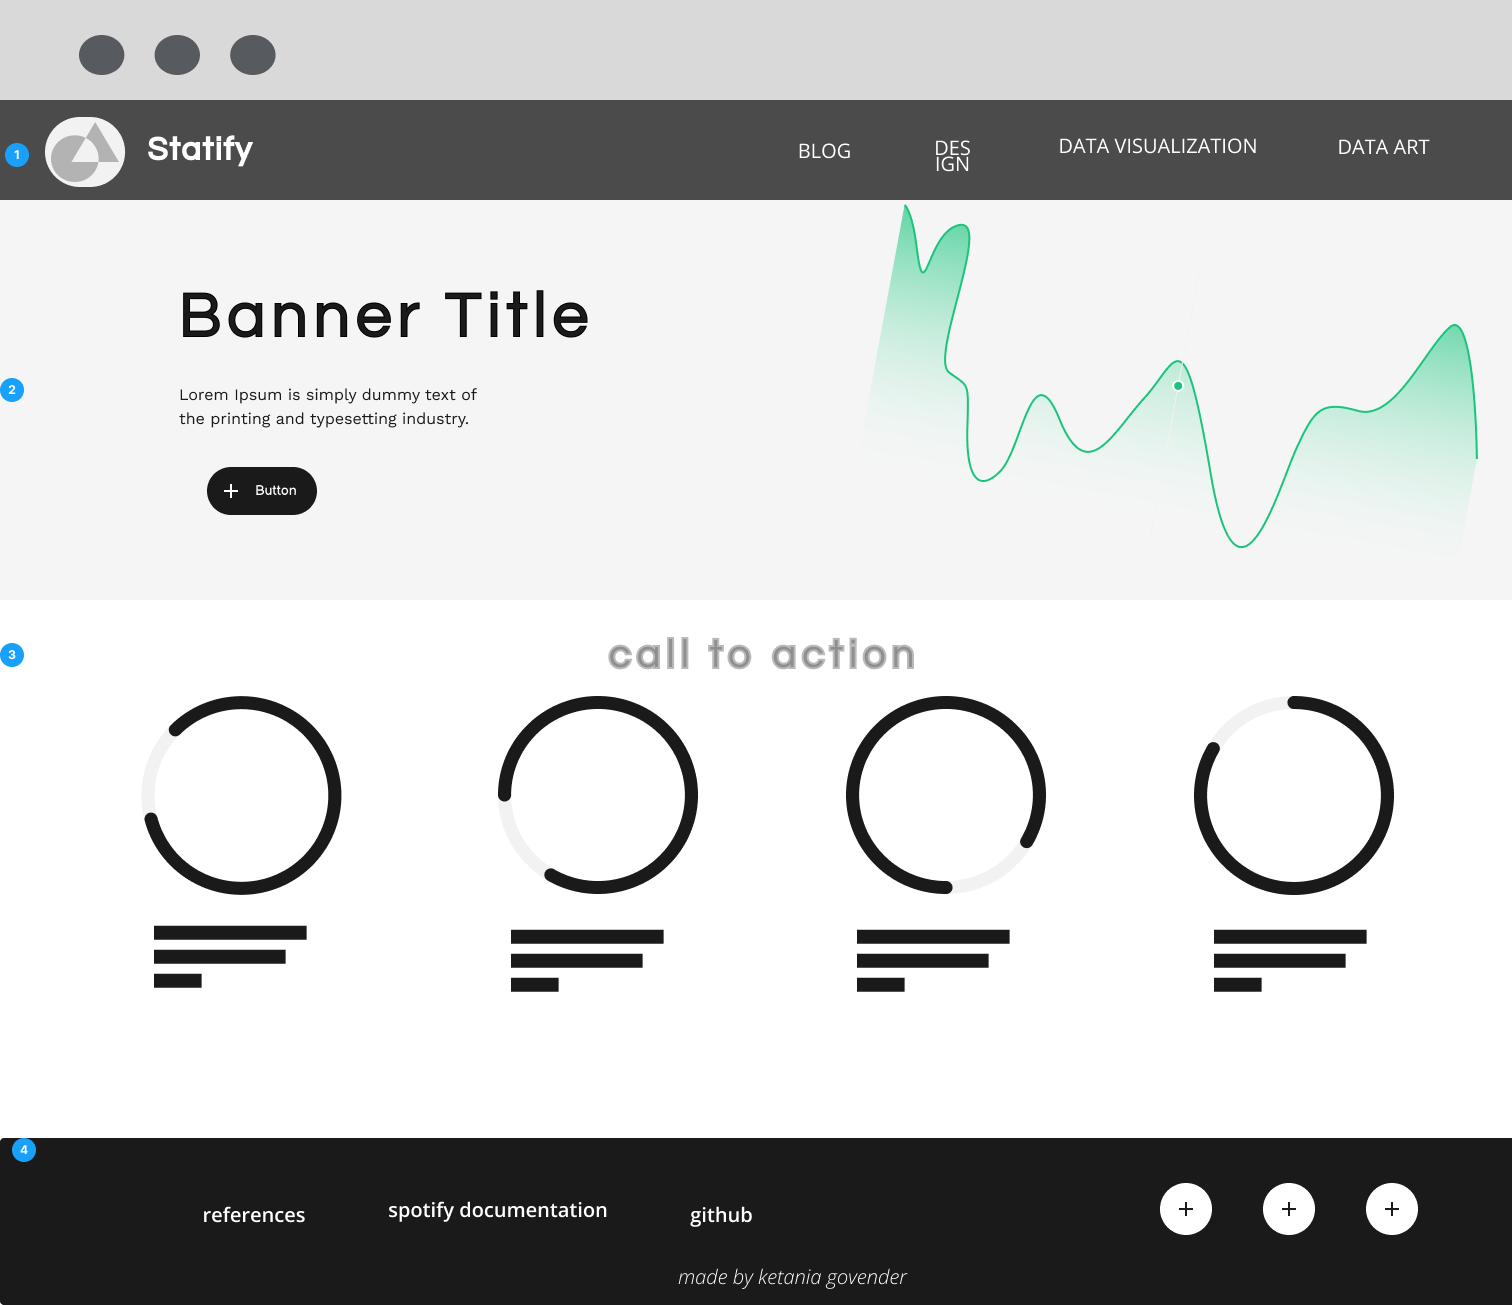 1
Statify
BLOG
DES
IGN
DATA VISUALIZATION
DATA ART
Banner Title
2
Lorem Ipsum is simply dummy text of
the printing and typesetting industry.
Button
3
call to action
4
references
spotify documentation
github
made by ketania govender